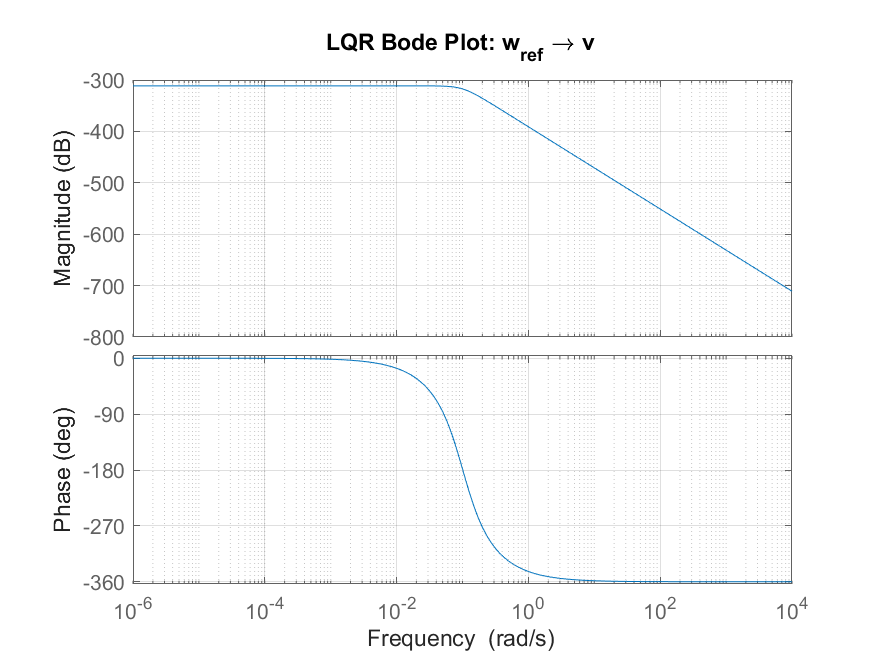 LQR Bode Plot: w_ref → v
Magnitude (dB)
-300
-400
-500
-600
-700
-800
Phase (deg)
0
-90
-180
-270
-360
10^-6 10^-4 10^-2 10^0 10^2 10^4
Frequency (rad/s)